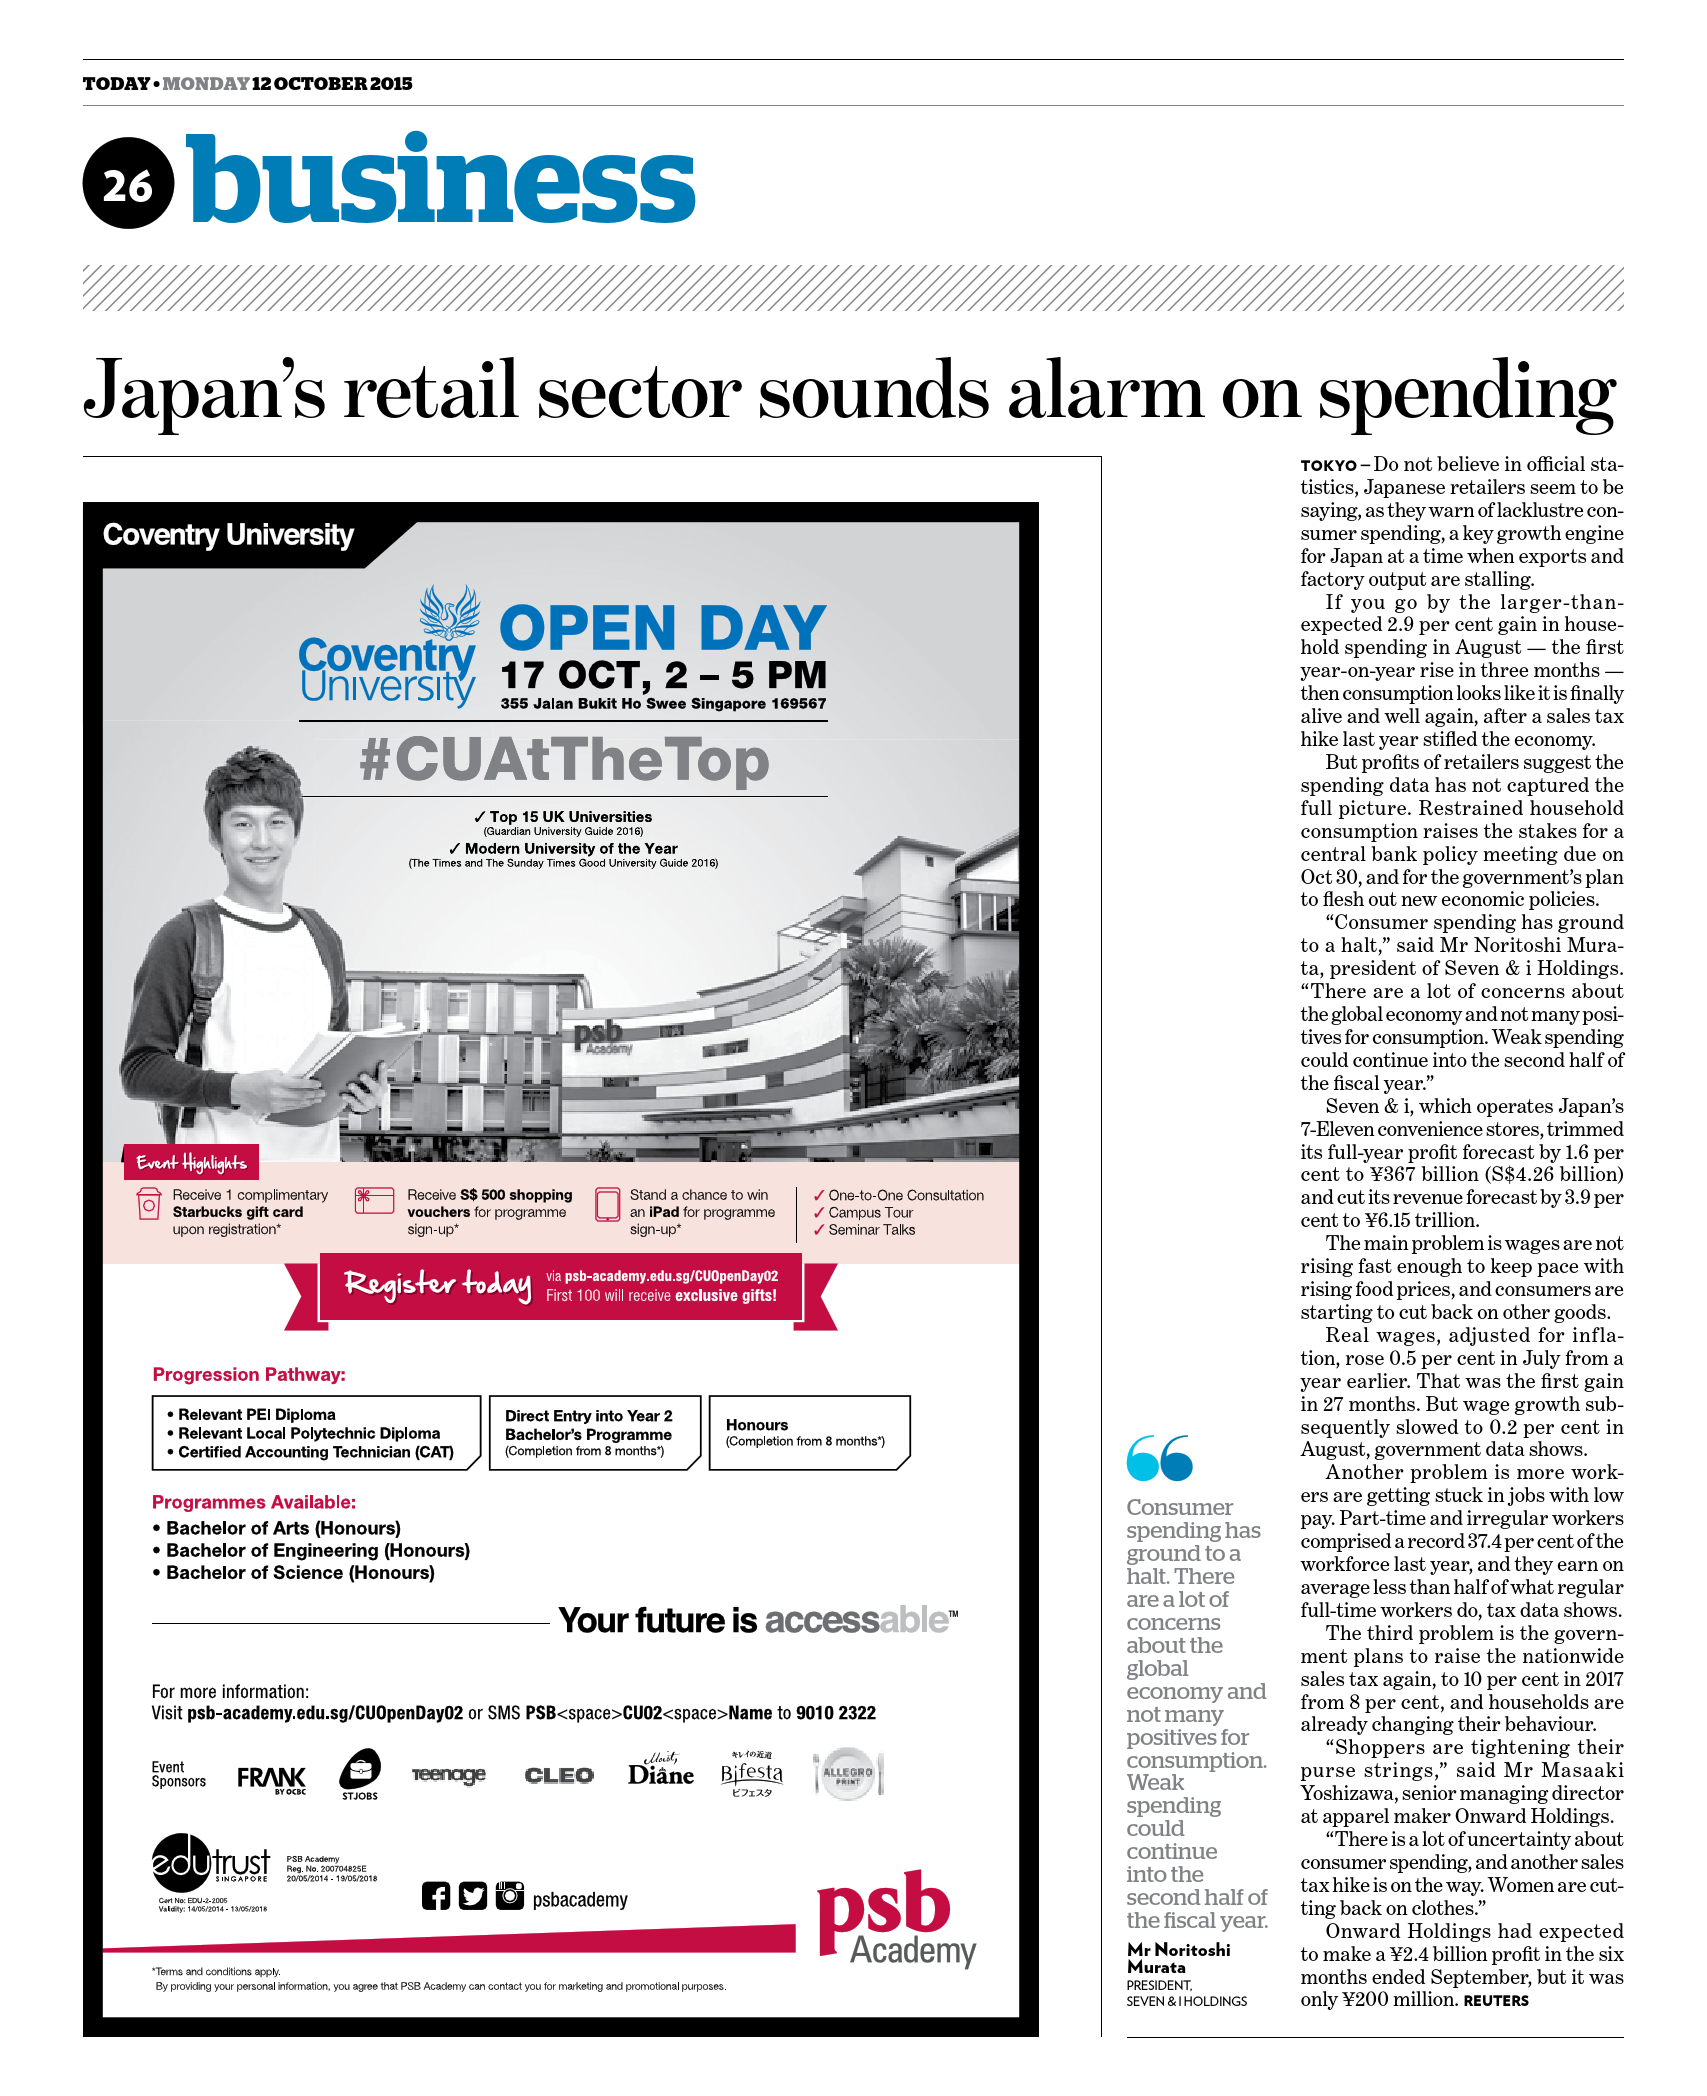 TODAY • MONDAY 12 OCTOBER 2015
26 business
Japan’s retail sector sounds alarm on spending
Coventry University
Coventry
University
OPEN DAY
17 OCT, 2 – 5 PM
355 Jalan Bukit Ho Swee Singapore 169567
#CUAtTheTop
✓ Top 15 UK Universities
(Guardian University Guide 2016)
✓ Modern University of the Year
(The Times and The Sunday Times Good University Guide 2016)
psb
Academy
Event Highlights
Receive 1 complimentary
Starbucks gift card
upon registration*
Receive S$ 500 shopping
vouchers for programme
sign-up*
Stand a chance to win
an iPad for programme
sign-up*
✓ One-to-One Consultation
✓ Campus Tour
✓ Seminar Talks
Register today
via psb-academy.edu.sg/CUOpenDay02
First 100 will receive exclusive gifts!
Progression Pathway:
• Relevant PEI Diploma
• Relevant Local Polytechnic Diploma
• Certified Accounting Technician (CAT)
Direct Entry into Year 2
Bachelor’s Programme
(Completion from 8 months*)
Honours
(Completion from 8 months*)
Programmes Available:
• Bachelor of Arts (Honours)
• Bachelor of Engineering (Honours)
• Bachelor of Science (Honours)
Your future is accessable™
For more information:
Visit psb-academy.edu.sg/CUOpenDay02 or SMS PSB<space>CU02<space>Name to 9010 2322
Event
Sponsors
FRANK
BY OCBC
STJOBS
Teenage
CLEO
Moist,
Diane
キレイの近道
Bifesta
ビフェスタ
ALLEGRO
PRINT
edutrust
SINGAPORE
Cert No: EDU-2-2005
Validity: 14/05/2014 - 13/05/2018
PSB Academy
Reg. No. 200704825E
20/05/2014 - 19/05/2018
psbacademy
psb
Academy
*Terms and conditions apply.
By providing your personal information, you agree that PSB Academy can contact you for marketing and promotional purposes.
Consumer
spending has
ground to a
halt. There
are a lot of
concerns
about the
global
economy and
not many
positives for
consumption.
Weak
spending
could
continue
into the
second half of
the fiscal year.
Mr Noritoshi
Murata
PRESIDENT,
SEVEN & I HOLDINGS
TOKYO – Do not believe in official sta-
tistics, Japanese retailers seem to be
saying, as they warn of lacklustre con-
sumer spending, a key growth engine
for Japan at a time when exports and
factory output are stalling.
If you go by the larger-than-
expected 2.9 per cent gain in house-
hold spending in August — the first
year-on-year rise in three months —
then consumption looks like it is finally
alive and well again, after a sales tax
hike last year stifled the economy.
But profits of retailers suggest the
spending data has not captured the
full picture. Restrained household
consumption raises the stakes for a
central bank policy meeting due on
Oct 30, and for the government’s plan
to flesh out new economic policies.
“Consumer spending has ground
to a halt,” said Mr Noritoshi Mura-
ta, president of Seven & i Holdings.
“There are a lot of concerns about
the global economy and not many posi-
tives for consumption. Weak spending
could continue into the second half of
the fiscal year.”
Seven & i, which operates Japan’s
7-Eleven convenience stores, trimmed
its full-year profit forecast by 1.6 per
cent to ¥367 billion (S$4.26 billion)
and cut its revenue forecast by 3.9 per
cent to ¥6.15 trillion.
The main problem is wages are not
rising fast enough to keep pace with
rising food prices, and consumers are
starting to cut back on other goods.
Real wages, adjusted for infla-
tion, rose 0.5 per cent in July from a
year earlier. That was the first gain
in 27 months. But wage growth sub-
sequently slowed to 0.2 per cent in
August, government data shows.
Another problem is more work-
ers are getting stuck in jobs with low
pay. Part-time and irregular workers
comprised a record 37.4 per cent of the
workforce last year, and they earn on
average less than half of what regular
full-time workers do, tax data shows.
The third problem is the govern-
ment plans to raise the nationwide
sales tax again, to 10 per cent in 2017
from 8 per cent, and households are
already changing their behaviour.
“Shoppers are tightening their
purse strings,” said Mr Masaaki
Yoshizawa, senior managing director
at apparel maker Onward Holdings.
“There is a lot of uncertainty about
consumer spending, and another sales
tax hike is on the way. Women are cut-
ting back on clothes.”
Onward Holdings had expected
to make a ¥2.4 billion profit in the six
months ended September, but it was
only ¥200 million. REUTERS